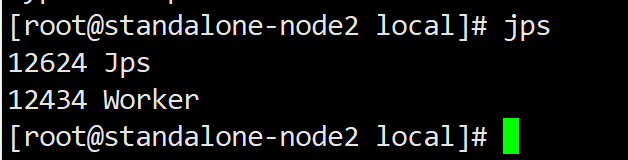 [root@standalone-node2 local]# jps
12624 Jps
12434 Worker
[root@standalone-node2 local]#